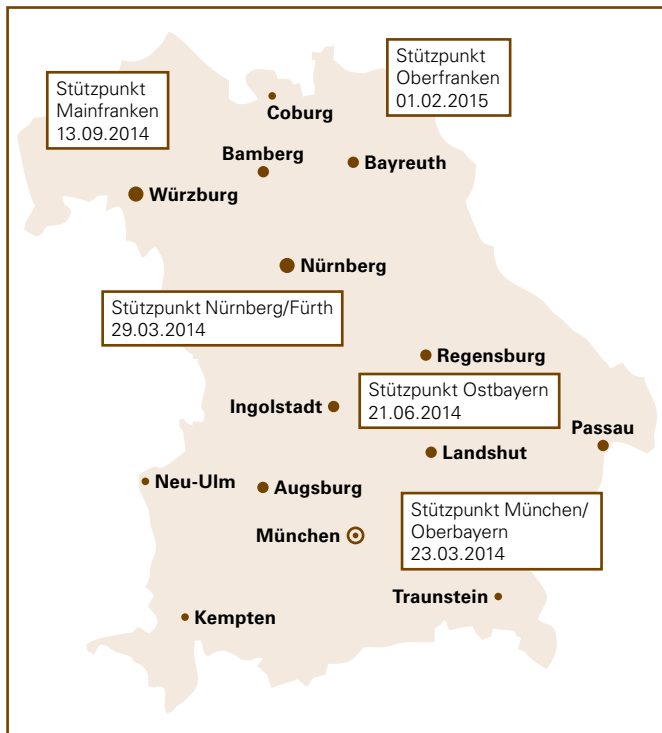 Stützpunkt
Oberfranken
01.02.2015
Stützpunkt
Mainfranken
13.09.2014
Coburg
Bamberg
Bayreuth
Würzburg
Nürnberg
Stützpunkt Nürnberg/Fürth
29.03.2014
Regensburg
Stützpunkt Ostbayern
21.06.2014
Ingolstadt
Passau
Landshut
Neu-Ulm
Augsburg
Stützpunkt München/
Oberbayern
23.03.2014
München
Traunstein
Kempten